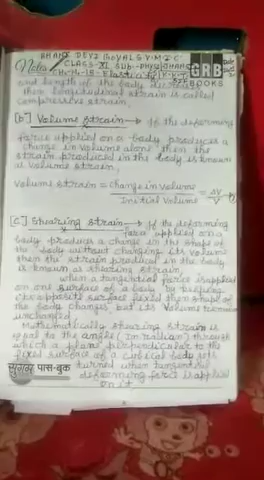 BHANI DEVI GOYAL S.V.M.I.C
Notes CLASS-XI SUB-Phy
GRB
BOOKS
and length of the body
then longitudinal strain is called
compressive strain.
[b] Volume strain → If the deforming
force applied on a body produces a
change in volume alone then the
strain produced in the body is known
as volume strain,
Volume strain = change in volume = ΔV
Initial volume V
[c] Shearing strain → If the deforming
force applied on a
body produces a change in the shape of
the body without changing its volume
then the strain produced in the body
is known as shearing strain,
when a tangential force is applied
on one surface of a body by keeping
its opposite surface fixed then shape of
the body changes but its volume remains
unchanged
Mathematically shearing strain is
equal to the angle (in radian) through
which a plane perpendicular to the
fixed surface of a cubical body gets
turned when tangential
पास-बुक
deforming force is applied
on it